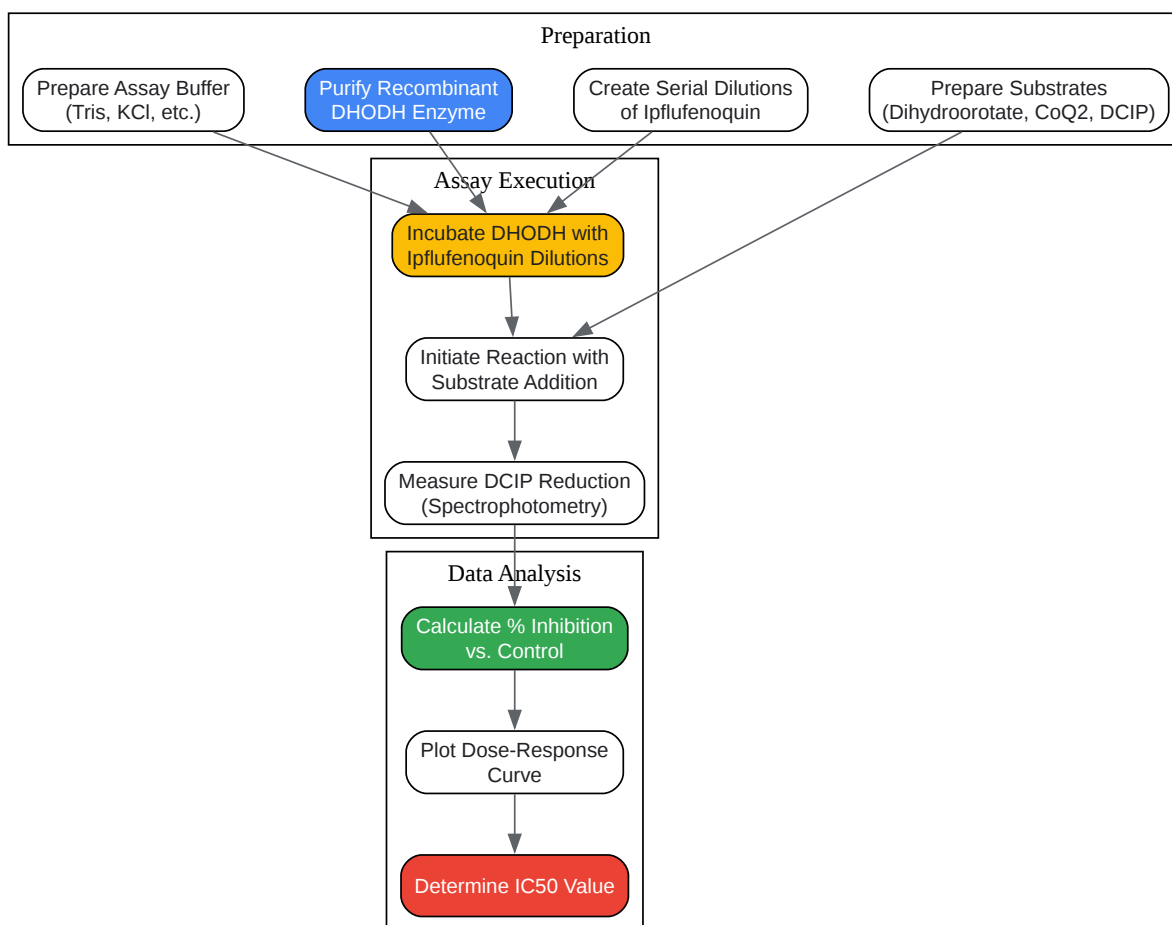 Preparation
Prepare Assay Buffer
(Tris, KCl, etc.)
Purify Recombinant
DHODH Enzyme
Create Serial Dilutions
of Ipflufenoquin
Prepare Substrates
(Dihydroorotate, CoQ2, DCIP)
Assay Execution
Incubate DHODH with
Ipflufenoquin Dilutions
Initiate Reaction with
Substrate Addition
Measure DCIP Reduction
(Spectrophotometry)
Data Analysis
Calculate % Inhibition
vs. Control
Plot Dose-Response
Curve
Determine IC50 Value